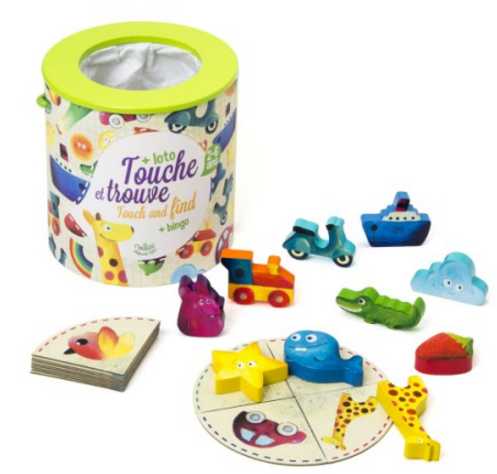 + loto
Touche
et trouve
Touch and find
+ bingo